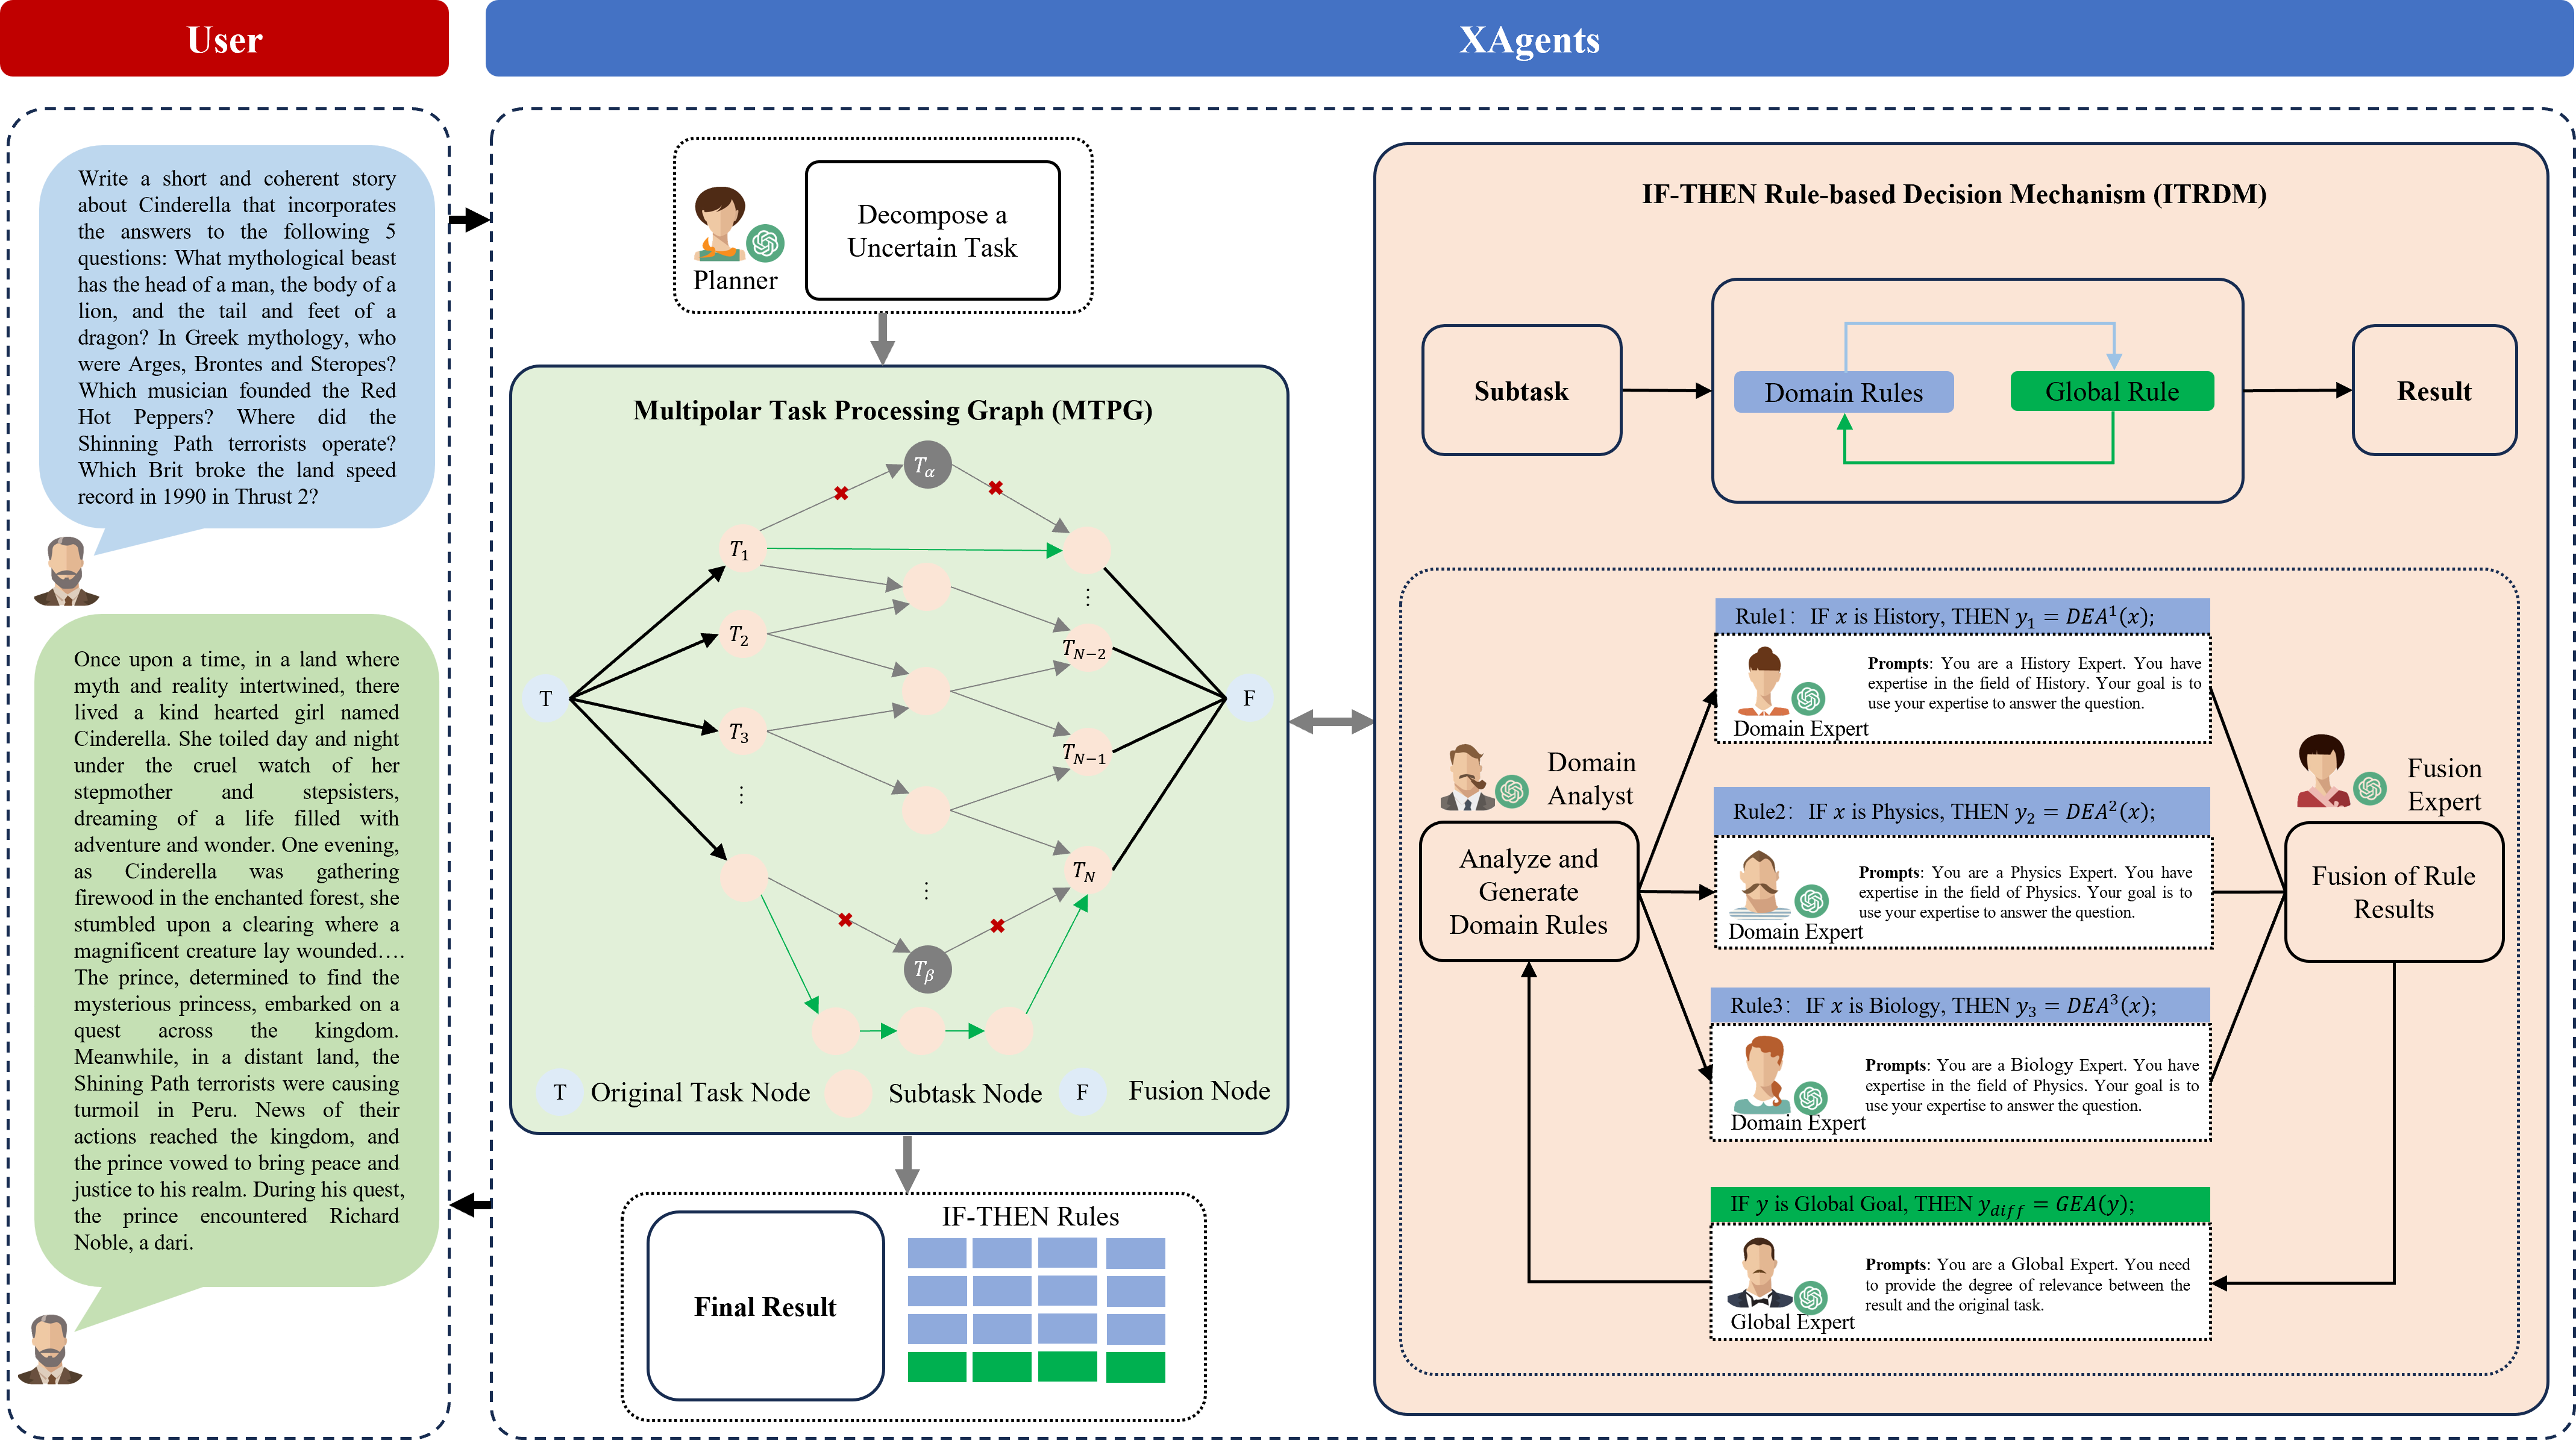 User
XAgents
Write a short and coherent story
about Cinderella that incorporates
the answers to the following 5
questions: What mythological beast
has the head of a man, the body of a
lion, and the tail and feet of a
dragon? In Greek mythology, who
were Arges, Brontes and Steropes?
Which musician founded the Red
Hot Peppers? Where did the
Shinning Path terrorists operate?
Which Brit broke the land speed
record in 1990 in Thrust 2?
Once upon a time, in a land where
myth and reality intertwined, there
lived a kind hearted girl named
Cinderella. She toiled day and night
under the cruel watch of her
stepmother and stepsisters,
dreaming of a life filled with
adventure and wonder. One evening,
as Cinderella was gathering
firewood in the enchanted forest, she
stumbled upon a clearing where a
magnificent creature lay wounded….
The prince, determined to find the
mysterious princess, embarked on a
quest across the kingdom.
Meanwhile, in a distant land, the
Shining Path terrorists were causing
turmoil in Peru. News of their
actions reached the kingdom, and
the prince vowed to bring peace and
justice to his realm. During his quest,
the prince encountered Richard
Noble, a dari.
Planner
Decompose a
Uncertain Task
Multipolar Task Processing Graph (MTPG)
T
T₁
T₂
T₃
⋮
Tα
⋮
Tβ
⋮
T_{N−2}
T_{N−1}
T_N
F
T Original Task Node
Subtask Node
F Fusion Node
Final Result
IF-THEN Rules
IF-THEN Rule-based Decision Mechanism (ITRDM)
Subtask
Domain Rules
Global Rule
Result
Domain
Analyst
Analyze and
Generate
Domain Rules
Rule1: IF x is History, THEN y₁ = DEA¹(x);
Prompts: You are a History Expert. You have
expertise in the field of History. Your goal is to
use your expertise to answer the question.
Domain Expert
Rule2: IF x is Physics, THEN y₂ = DEA²(x);
Prompts: You are a Physics Expert. You have
expertise in the field of Physics. Your goal is to
use your expertise to answer the question.
Domain Expert
Rule3: IF x is Biology, THEN y₃ = DEA³(x);
Prompts: You are a Biology Expert. You have
expertise in the field of Physics. Your goal is to
use your expertise to answer the question.
Domain Expert
Fusion
Expert
Fusion of Rule
Results
IF y is Global Goal, THEN y_{diff} = GEA(y);
Prompts: You are a Global Expert. You need
to provide the degree of relevance between the
result and the original task.
Global Expert